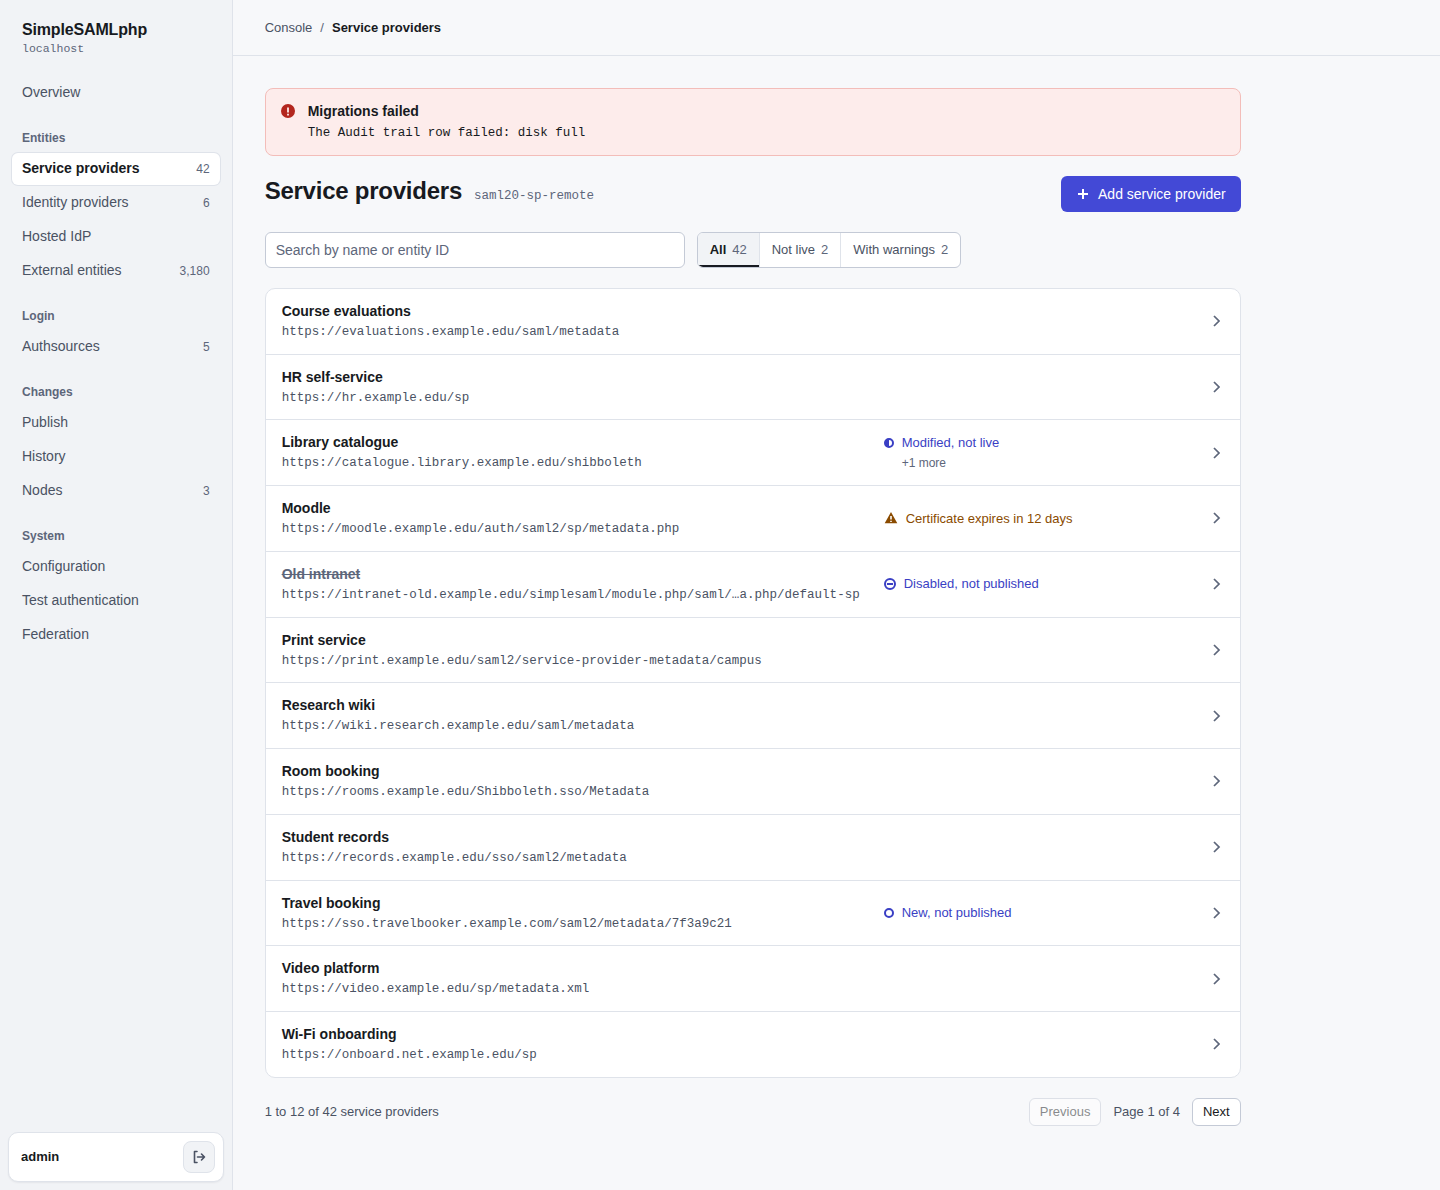 SimpleSAMLphp
localhost
Overview
Entities
Service providers 42
Identity providers 6
Hosted IdP
External entities 3,180
Login
Authsources 5
Changes
Publish
History
Nodes 3
System
Configuration
Test authentication
Federation
admin
Console / Service providers
Migrations failed
The Audit trail row failed: disk full
Service providers saml20-sp-remote
Add service provider
Search by name or entity ID
All 42 Not live 2 With warnings 2
Course evaluations
https://evaluations.example.edu/saml/metadata
HR self-service
https://hr.example.edu/sp
Library catalogue
https://catalogue.library.example.edu/shibboleth
Modified, not live
+1 more
Moodle
https://moodle.example.edu/auth/saml2/sp/metadata.php
Certificate expires in 12 days
Old intranet
https://intranet-old.example.edu/simplesaml/module.php/saml/…a.php/default-sp
Disabled, not published
Print service
https://print.example.edu/saml2/service-provider-metadata/campus
Research wiki
https://wiki.research.example.edu/saml/metadata
Room booking
https://rooms.example.edu/Shibboleth.sso/Metadata
Student records
https://records.example.edu/sso/saml2/metadata
Travel booking
https://sso.travelbooker.example.com/saml2/metadata/7f3a9c21
New, not published
Video platform
https://video.example.edu/sp/metadata.xml
Wi-Fi onboarding
https://onboard.net.example.edu/sp
1 to 12 of 42 service providers
Previous Page 1 of 4 Next